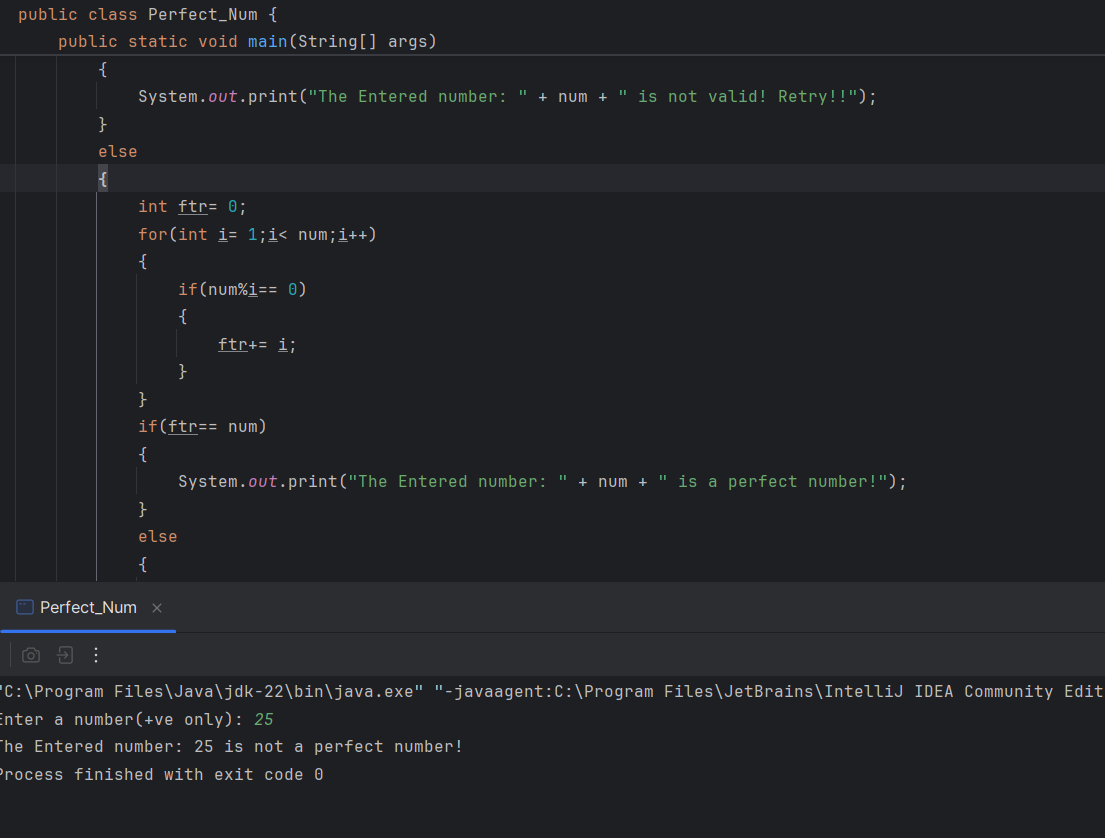 public class Perfect_Num {
public static void main(String[] args)
{
System.out.print("The Entered number: " + num + " is not valid! Retry!!");
}
else
{
int ftr= 0;
for(int i= 1;i< num;i++)
{
if(num%i== 0)
{
ftr+= i;
}
}
if(ftr== num)
{
System.out.print("The Entered number: " + num + " is a perfect number!");
}
else
{
Perfect_Num
"C:\Program Files\Java\jdk-22\bin\java.exe" "-javaagent:C:\Program Files\JetBrains\IntelliJ IDEA Community Edit
Enter a number(+ve only): 25
The Entered number: 25 is not a perfect number!
Process finished with exit code 0